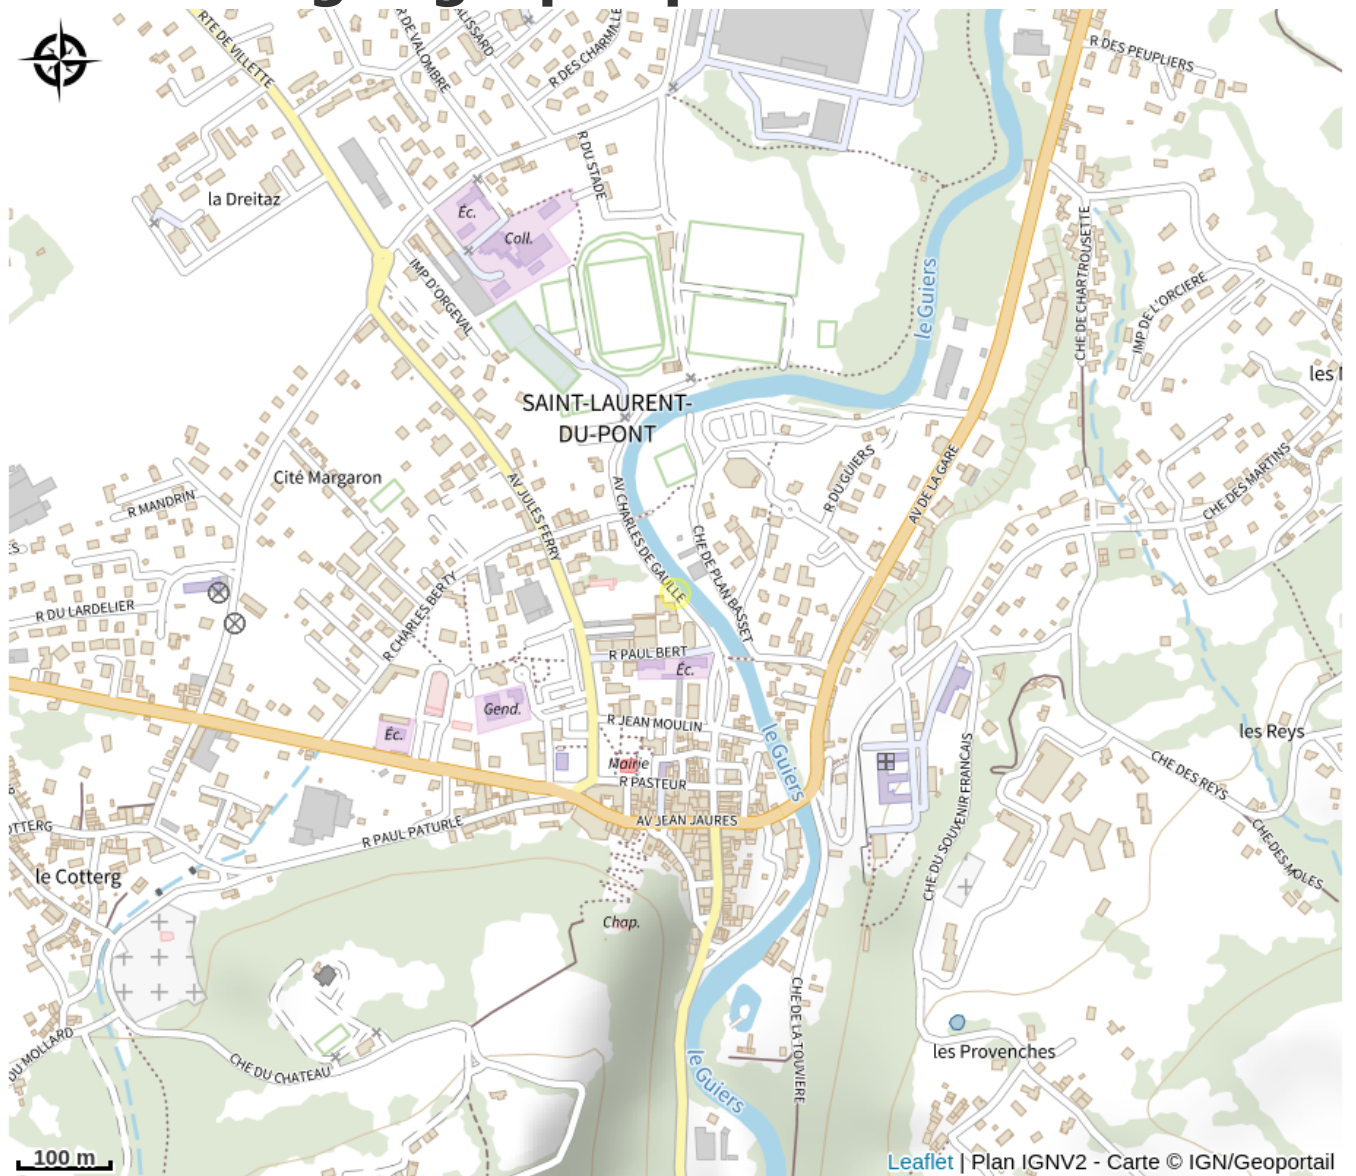 RTE DE VILLETTE
R DE VALOMBRE
R DES CHARMILLE
R DES PEUPLIERS
R DU STADE
la Dreitaz
Éc.
Coll.
IMP D'ORGEVAL
le Guiers
CHE DE CHARTROUSETTE
IMP DE L'ORCIERE
SAINT-LAURENT-
DU-PONT
Cité Margaron
R MANDRIN
AV JULES FERRY
AV CHARLES DE GAULLE
CHE DE PLAN BASSET
R DU GUIERS
AV DE LA GARE
CHE DES MARTINS
R DU LARDELIER
R CHARLES BERTY
R PAUL BERT
Éc.
Gend.
Éc.
R JEAN MOULIN
Mairie
R PASTEUR
AV JEAN JAURES
le Guiers
les Reys
CHE DES REYS
CHE DES MOLES
CHE DU SOUVENIR FRANCAIS
R PAUL PATURLE
le Cotterg
Chap.
CHE DE LA TOUVIERE
les Provenches
CHE DU CHATEAU
DU MOLLARD
le Guiers
100 m
Leaflet | Plan IGNV2 - Carte © IGN/Geoportail